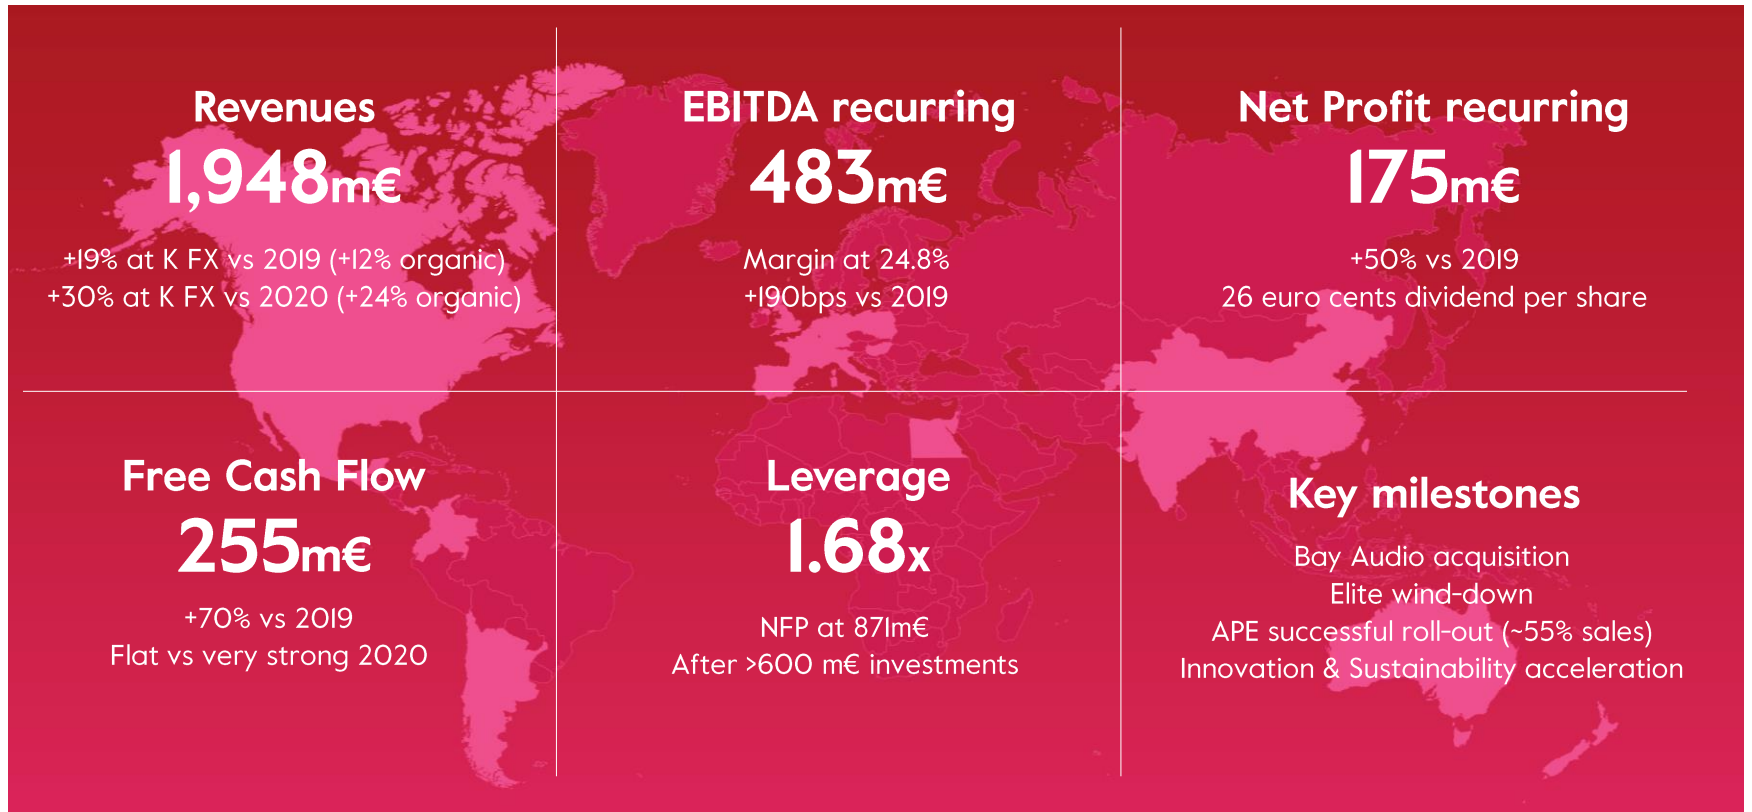 Revenues
1,948m€
+19% at K FX vs 2019 (+12% organic)
+30% at K FX vs 2020 (+24% organic)
EBITDA recurring
483m€
Margin at 24.8%
+190bps vs 2019
Net Profit recurring
175m€
+50% vs 2019
26 euro cents dividend per share
Free Cash Flow
255m€
+70% vs 2019
Flat vs very strong 2020
Leverage
1.68x
NFP at 871m€
After >600 m€ investments
Key milestones
Bay Audio acquisition
Elite wind-down
APE successful roll-out (~55% sales)
Innovation & Sustainability acceleration